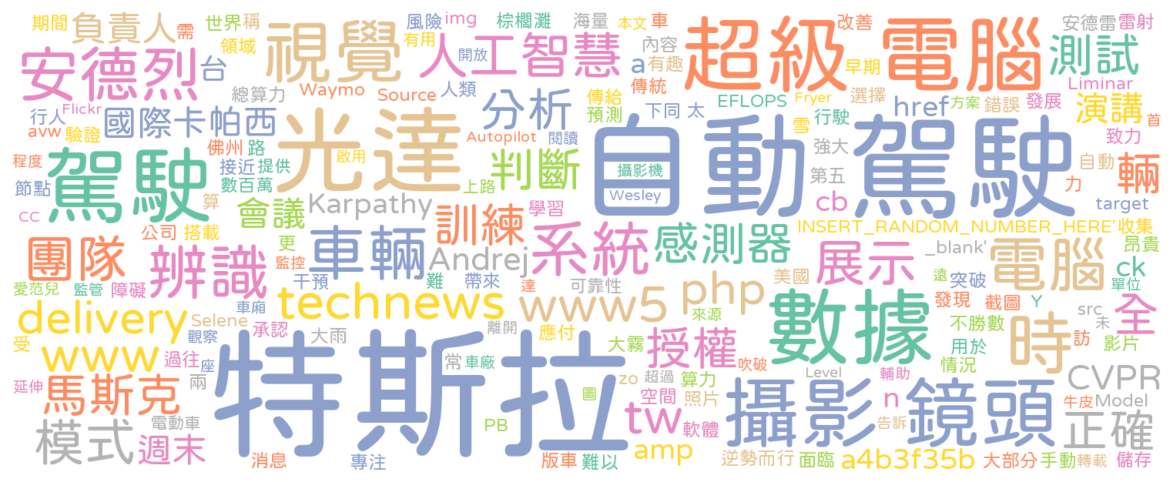 期間 負責人 世界 稱 需 風險 img 棕櫚灘 海量 本文 車 改善 安德雷 雷射
安德烈 領域 台 視覺 有用 開放 人工智慧 內容 a 有趣 超級 電腦 早期 測試
總算力 Waymo Source 人類 傳統 Liminar
行人 Flickr 分析 傳給 下同 太 EFLOPS Fryer 選擇 href 方案 錯誤 發展 演講
avw 驗證 國際卡帕西 預測 雪 行駛 致力 首
佛州 路 光達 Autopilot 閱讀 自動 駕駛 強大
程度 駕駛 接近 提供 啟用 判斷 攝影機 第五 自動 輛
節點 數百萬 上路 Wesley 力
cc 算 會議 Karpathy 學習 cb target
公司 搭載 訓練 INSERT_RANDOM_NUMBER_HERE' 收集
團隊 辨識 更 車輛 Andrej 系統 感測器 展示 _blank' 電腦 昂貴
監控 難 美國 遠 突破 ck
愛范兒 監管 障礙 干預 帶來 達 可靠性 單位
車廂 technews www5 php 數據 發現 截圖 Y src 未
delivery Selene 來源 全
受 www 觀察 承認 大雨 離開 應付 大霧 授權 不勝數 時 訪 影片
過往 座 特斯拉 常 車廠 吹破 用於 情況
延伸 馬斯克 兩 zo 超過 算力 Level 輔助 CVPR
圖 空間 照片 攝影 鏡頭 n 牛皮 Model
模式 電動車 週末 PB tw 軟體 告訴 正確
消息 專注 版車 難以 amp 逆勢而行 面臨 a4b3f35b 大部分 手動 轉載 儲存